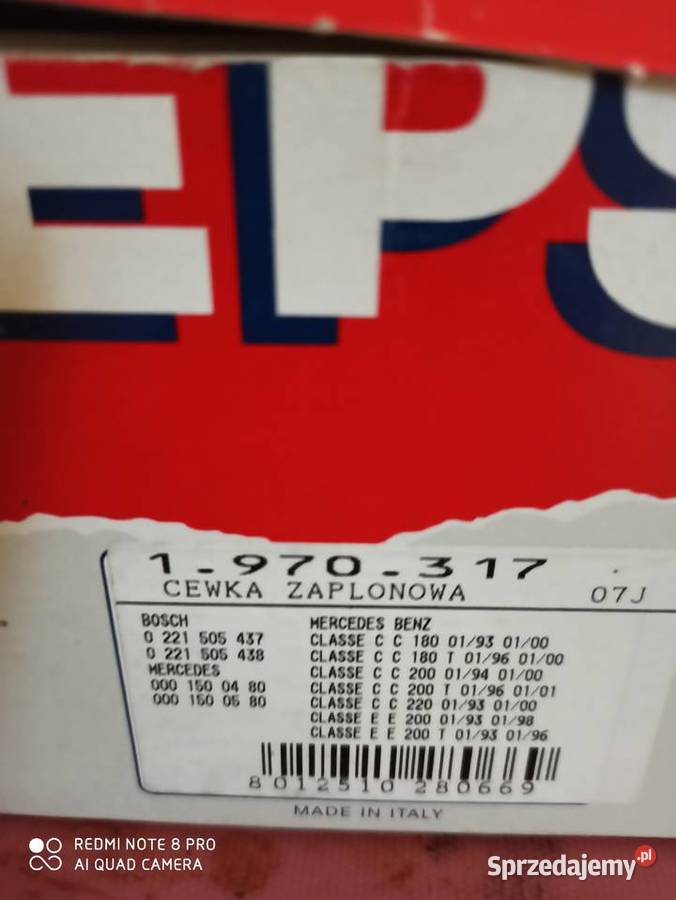 EPS
1.970.317
CEWKA ZAPLONOWA 07J
BOSCH
0 221 505 437
0 221 505 438
MERCEDES
000 150 04 80
000 150 05 80
MERCEDES BENZ
CLASSE C C 180 01/93 01/00
CLASSE C C 180 T 01/96 01/00
CLASSE C C 200 01/94 01/00
CLASSE C C 200 T 01/96 01/01
CLASSE C C 220 01/93 01/00
CLASSE E E 200 01/93 01/98
CLASSE E E 200 T 01/93 01/96
8 012510 280669
MADE IN ITALY
REDMI NOTE 8 PRO
AI QUAD CAMERA
Sprzedajemy.pl